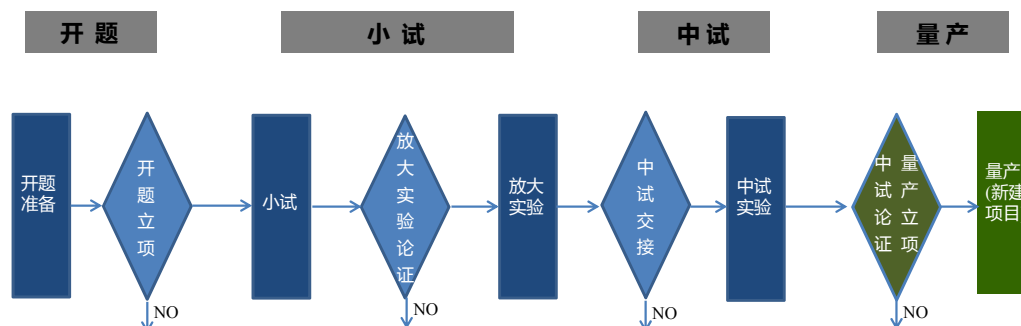 开 题
小 试
中试
量产
开题
准备
开题立项
小试
放大实验论证
放大
实验
中试交接
中试
实验
中试论证
量产立项
量产
(新建
项目
NO
NO
NO
NO